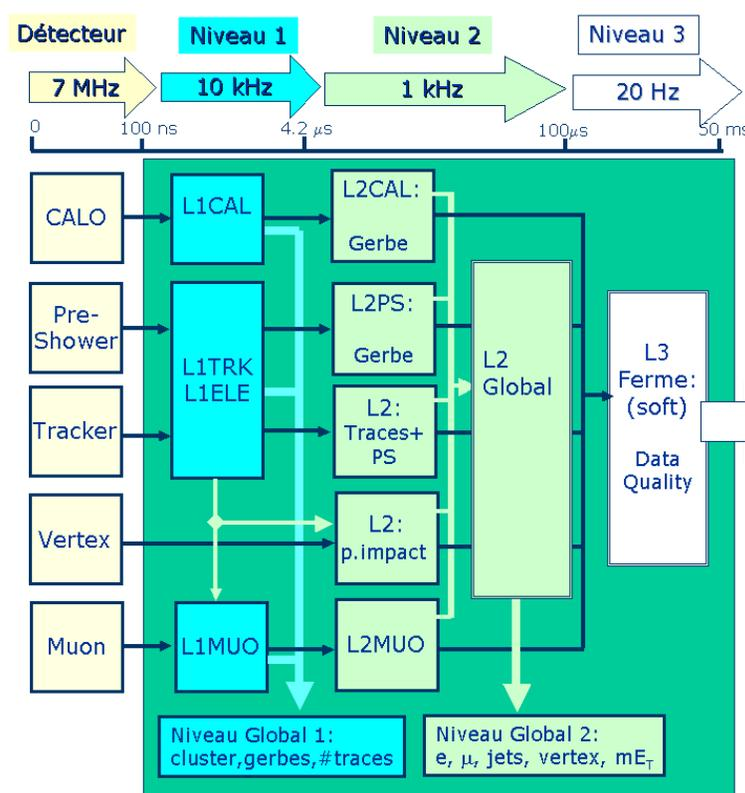 Détecteur
Niveau 1
Niveau 2
Niveau 3
7 MHz
10 kHz
1 kHz
20 Hz
0
100 ns
4.2 μs
100μs
50 ms
CALO
L1CAL
L2CAL:
Gerbe
Pre-
Shower
L1TRK
L1ELE
L2PS:
Gerbe
L2
Global
L3
Ferme:
(soft)
Data
Quality
Tracker
L2:
Traces+
PS
Vertex
L2:
p.impact
Muon
L1MUO
L2MUO
Niveau Global 1:
cluster,gerbes,#traces
Niveau Global 2:
e, μ, jets, vertex, mET